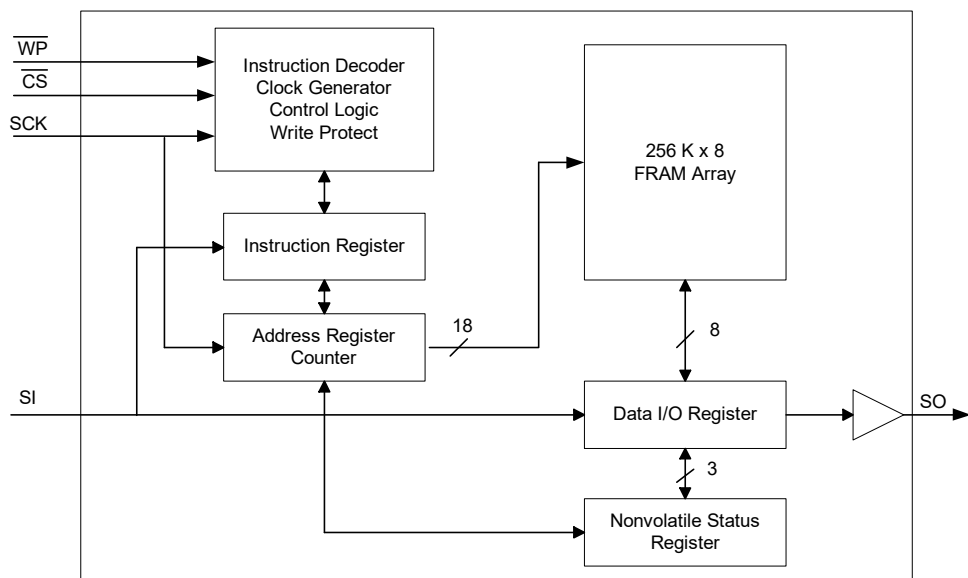 WP
CS
SCK
Instruction Decoder
Clock Generator
Control Logic
Write Protect
256 K x 8
FRAM Array
Instruction Register
Address Register
Counter
18
8
SI
Data I/O Register
SO
3
Nonvolatile Status
Register